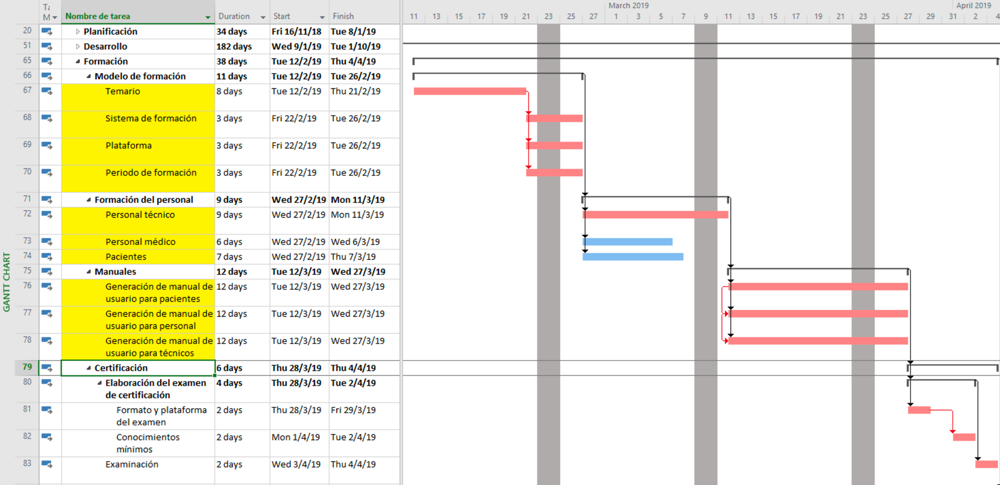 Ta
M Nombre de tarea Duration Start Finish
March 2019 April 2019
11 13 15 17 19 21 23 25 27 1 3 5 7 9 11 13 15 17 19 21 23 25 27 29 31 2 4
20 Planificación 34 days Fri 16/11/18 Tue 8/1/19
51 Desarrollo 182 days Wed 9/1/19 Tue 1/10/19
65 Formación 38 days Tue 12/2/19 Thu 4/4/19
66 Modelo de formación 11 days Tue 12/2/19 Tue 26/2/19
67 Temario 8 days Tue 12/2/19 Thu 21/2/19
68 Sistema de formación 3 days Fri 22/2/19 Tue 26/2/19
69 Plataforma 3 days Fri 22/2/19 Tue 26/2/19
70 Periodo de formación 3 days Fri 22/2/19 Tue 26/2/19
71 Formación del personal 9 days Wed 27/2/19 Mon 11/3/19
72 Personal técnico 9 days Wed 27/2/19 Mon 11/3/19
73 Personal médico 6 days Wed 27/2/19 Wed 6/3/19
74 Pacientes 7 days Wed 27/2/19 Thu 7/3/19
75 Manuales 12 days Tue 12/3/19 Wed 27/3/19
76 Generación de manual de 12 days Tue 12/3/19 Wed 27/3/19
usuario para pacientes
77 Generación de manual de 12 days Tue 12/3/19 Wed 27/3/19
usuario para personal
78 Generación de manual de 12 days Tue 12/3/19 Wed 27/3/19
usuario para técnicos
79 Certificación 6 days Thu 28/3/19 Thu 4/4/19
80 Elaboración del examen 4 days Thu 28/3/19 Tue 2/4/19
de certificación
81 Formato y plataforma 2 days Thu 28/3/19 Fri 29/3/19
del examen
82 Conocimientos 2 days Mon 1/4/19 Tue 2/4/19
mínimos
83 Examinación 2 days Wed 3/4/19 Thu 4/4/19
GANTT CHART